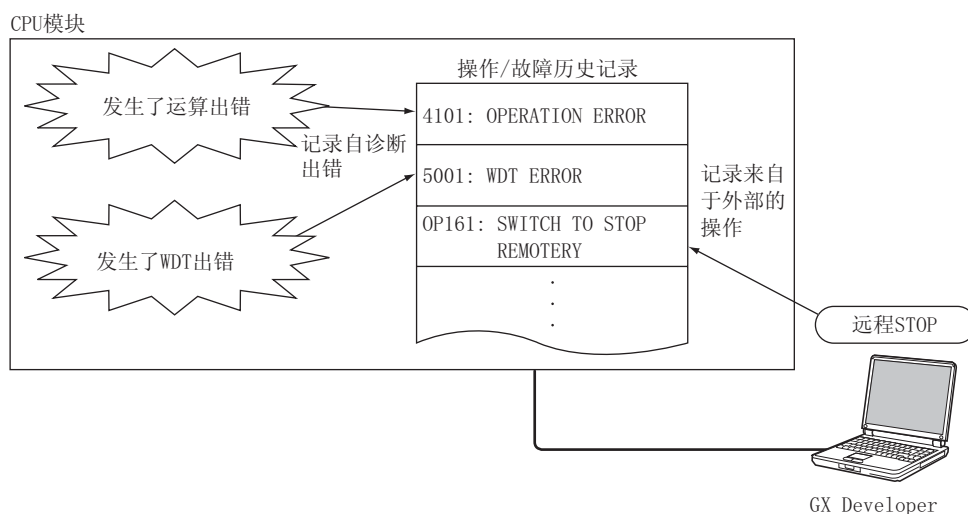 CPU模块
发生了运算出错
操作/故障历史记录
4101: OPERATION ERROR
记录自诊断
出错
5001: WDT ERROR
记录来自
于外部的
操作
OP161: SWITCH TO STOP
REMOTERY
发生了WDT出错
远程STOP
GX Developer